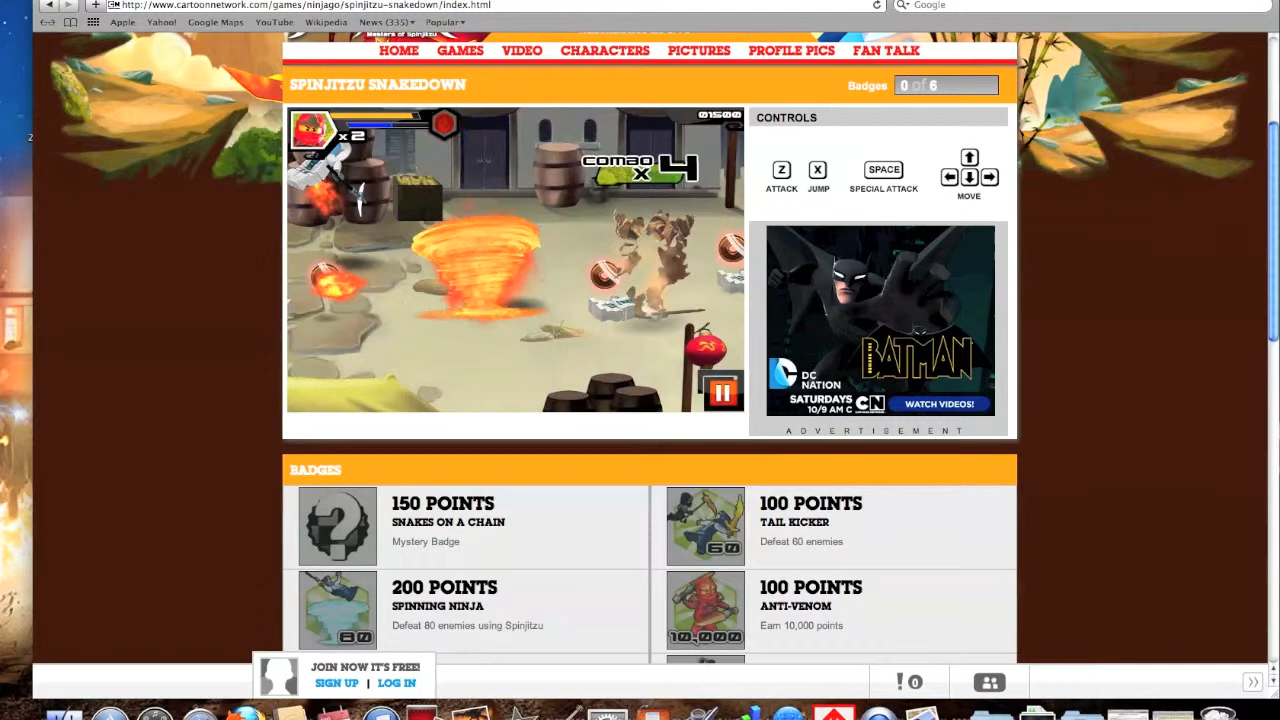 http://www.cartoonnetwork.com/games/ninjago/spinjitzu-snakedown/index.html
Google
Apple Yahoo! Google Maps YouTube Wikipedia News (335) Popular
Masters of Spinjitzu
HOME GAMES VIDEO CHARACTERS PICTURES PROFILE PICS FAN TALK
SPINJITZU SNAKEDOWN
Badges 0 of 6
x2
01500
combo x 4
CONTROLS
Z X SPACE
ATTACK JUMP SPECIAL ATTACK MOVE
BATMAN
DC NATION
SATURDAYS
10/9 AM C CN
WATCH VIDEOS!
ADVERTISEMENT
BADGES
150 POINTS
SNAKES ON A CHAIN
Mystery Badge
100 POINTS
TAIL KICKER
Defeat 60 enemies
60
200 POINTS
SPINNING NINJA
Defeat 80 enemies using Spinjitzu
80
100 POINTS
ANTI-VENOM
Earn 10,000 points
10,000
JOIN NOW IT'S FREE!
SIGN UP | LOG IN
! 0